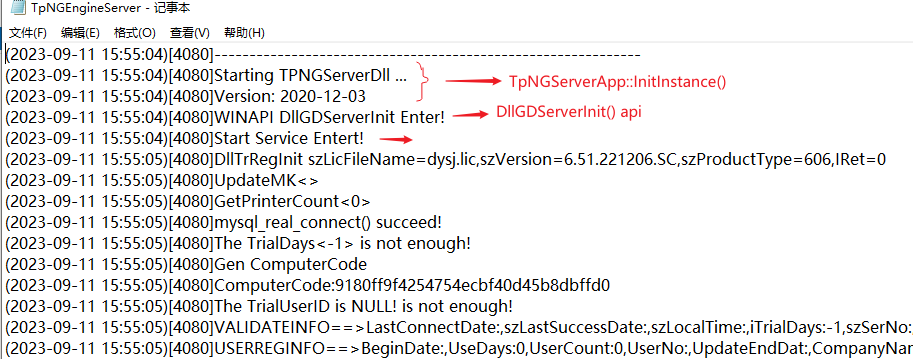 TpNGEngineServer - 记事本
文件(F) 编辑(E) 格式(O) 查看(V) 帮助(H)
(2023-09-11 15:55:04)[4080]-----------------------------------------------------------------
(2023-09-11 15:55:04)[4080]Starting TPNGServerDll ...
TpNGServerApp::InitInstance()
(2023-09-11 15:55:04)[4080]Version: 2020-12-03
(2023-09-11 15:55:04)[4080]WINAPI DllGDServerInit Enter!
DllGDServerInit() api
(2023-09-11 15:55:04)[4080]Start Service Entert!
(2023-09-11 15:55:05)[4080]DllTrRegInit szLicFileName=dysj.lic,szVersion=6.51.221206.SC,szProductType=606,IRet=0
(2023-09-11 15:55:05)[4080]UpdateMK<>
(2023-09-11 15:55:05)[4080]GetPrinterCount<0>
(2023-09-11 15:55:05)[4080]mysql_real_connect() succeed!
(2023-09-11 15:55:05)[4080]The TrialDays<-1> is not enough!
(2023-09-11 15:55:05)[4080]Gen ComputerCode
(2023-09-11 15:55:05)[4080]ComputerCode:9180ff9f4254754ecbf40d45b8dbffd0
(2023-09-11 15:55:05)[4080]The TrialUserID is NULL! is not enough!
(2023-09-11 15:55:05)[4080]VALIDATEINFO==>LastConnectDate:,szLastSuccessDate:,szLocalTime:,iTrialDays:-1,szSerNo:,
(2023-09-11 15:55:05)[4080]USERREGINFO==>BeginDate:,UseDays:0,UserCount:0,UserNo:,UpdateEndDat:,CompanyNar